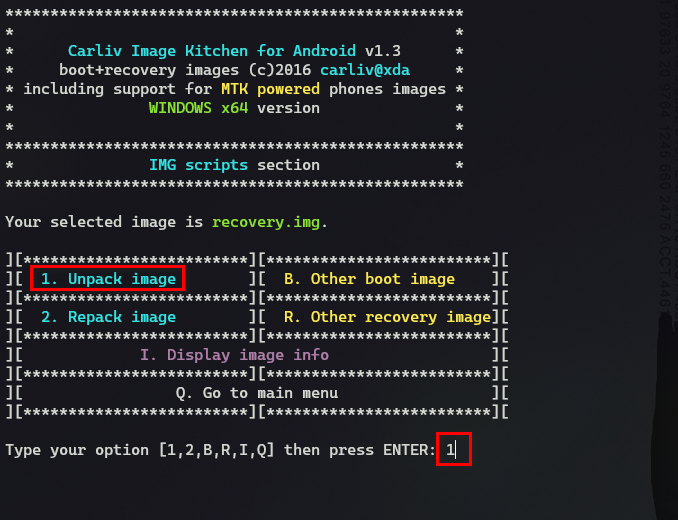 ***************************************************
*                                                 *
*      Carliv Image Kitchen for Android v1.3      *
*     boot+recovery images (c)2016 carliv@xda     *
* including support for MTK powered phones images *
*               WINDOWS x64 version               *
*                                                 *
***************************************************
*               IMG scripts section               *
***************************************************
Your selected image is recovery.img.
][*************************][*************************][
][  1. Unpack image        ][  B. Other boot image    ][
][*************************][*************************][
][  2. Repack image        ][  R. Other recovery image][
][*************************][*************************][
][             I. Display image info                  ][
][*************************][*************************][
][                 Q. Go to main menu                 ][
][*************************][*************************][
Type your option [1,2,B,R,I,Q] then press ENTER: 1